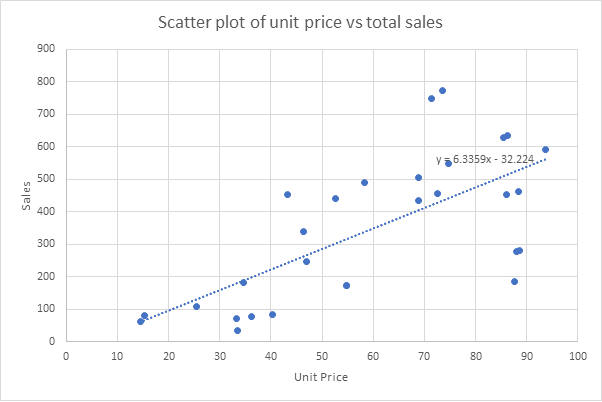 Scatter plot of unit price vs total sales
900
800
700
600
500
400
300
200
100
0
y = 6.3359x - 32.224
Sales
0 10 20 30 40 50 60 70 80 90 100
Unit Price